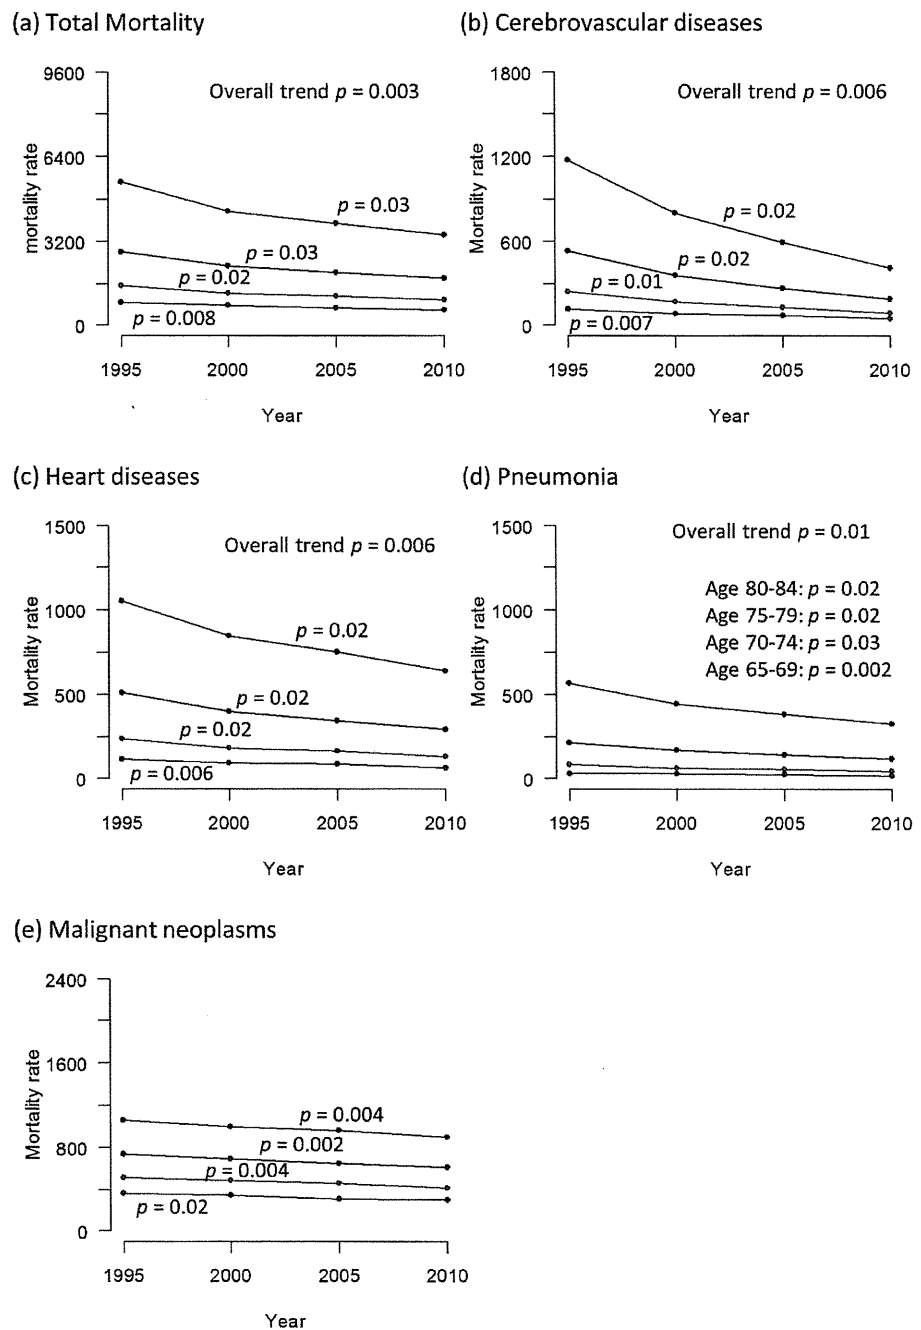 (a) Total Mortality
9600
Overall trend p = 0.003
6400
mortality rate
p = 0.03
3200
p = 0.03
p = 0.02
0
p = 0.008
1995 2000 2005 2010
Year
(b) Cerebrovascular diseases
1800
Overall trend p = 0.006
1200
Mortality rate
p = 0.02
600
p = 0.02
p = 0.01
0
p = 0.007
1995 2000 2005 2010
Year
(c) Heart diseases
1500
Overall trend p = 0.006
1000
Mortality rate
p = 0.02
500
p = 0.02
p = 0.02
0
p = 0.006
1995 2000 2005 2010
Year
(d) Pneumonia
1500
Overall trend p = 0.01
Age 80-84: p = 0.02
1000
Age 75-79: p = 0.02
Age 70-74: p = 0.03
Age 65-69: p = 0.002
Mortality rate
500
0
1995 2000 2005 2010
Year
(e) Malignant neoplasms
2400
1600
Mortality rate
p = 0.004
800
p = 0.002
p = 0.004
p = 0.02
0
1995 2000 2005 2010
Year